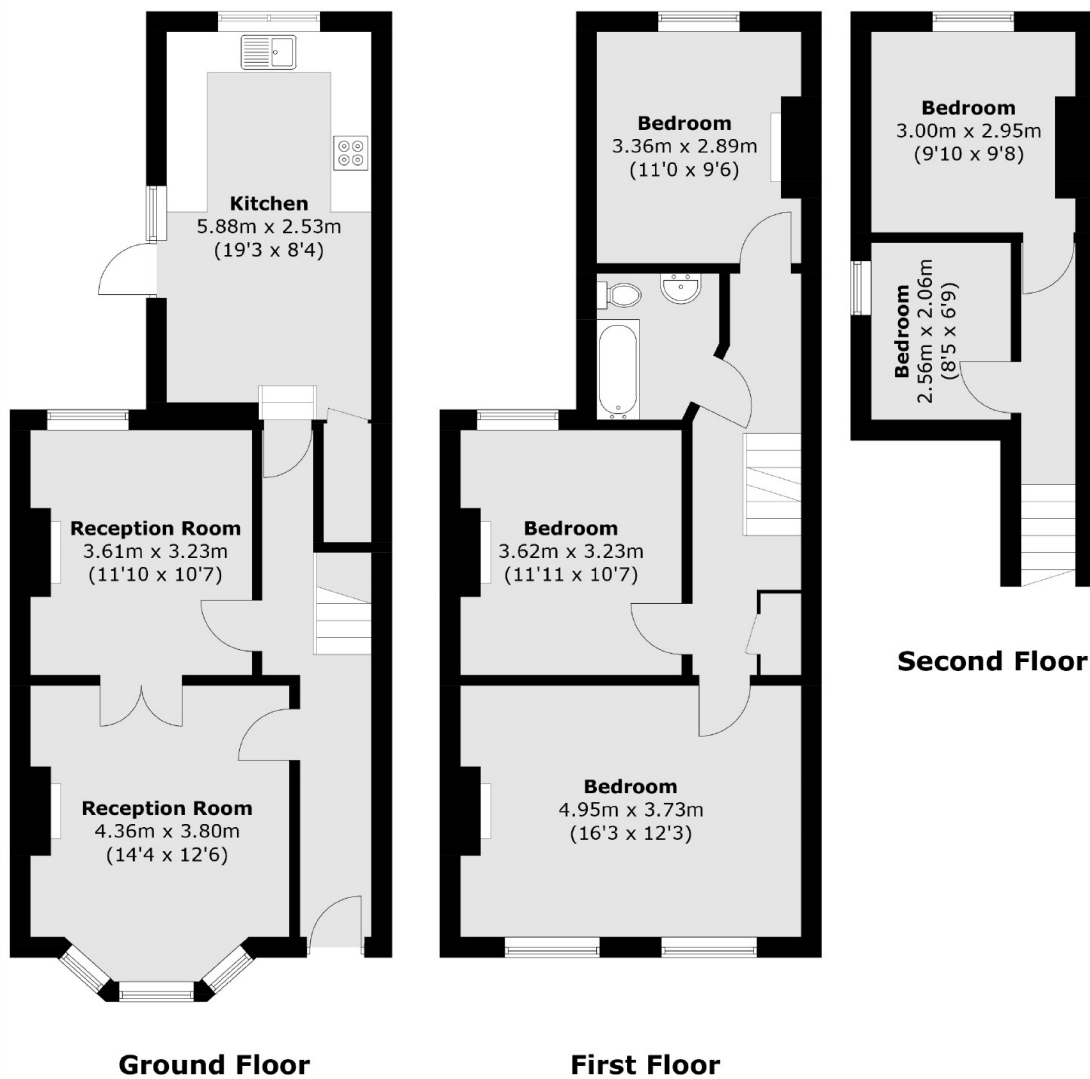 Kitchen
5.88m x 2.53m
(19'3 x 8'4)
Reception Room
3.61m x 3.23m
(11'10 x 10'7)
Reception Room
4.36m x 3.80m
(14'4 x 12'6)
Ground Floor
Bedroom
3.36m x 2.89m
(11'0 x 9'6)
Bedroom
3.62m x 3.23m
(11'11 x 10'7)
Bedroom
4.95m x 3.73m
(16'3 x 12'3)
First Floor
Bedroom
3.00m x 2.95m
(9'10 x 9'8)
Bedroom
2.56m x 2.06m
(8'5 x 6'9)
Second Floor